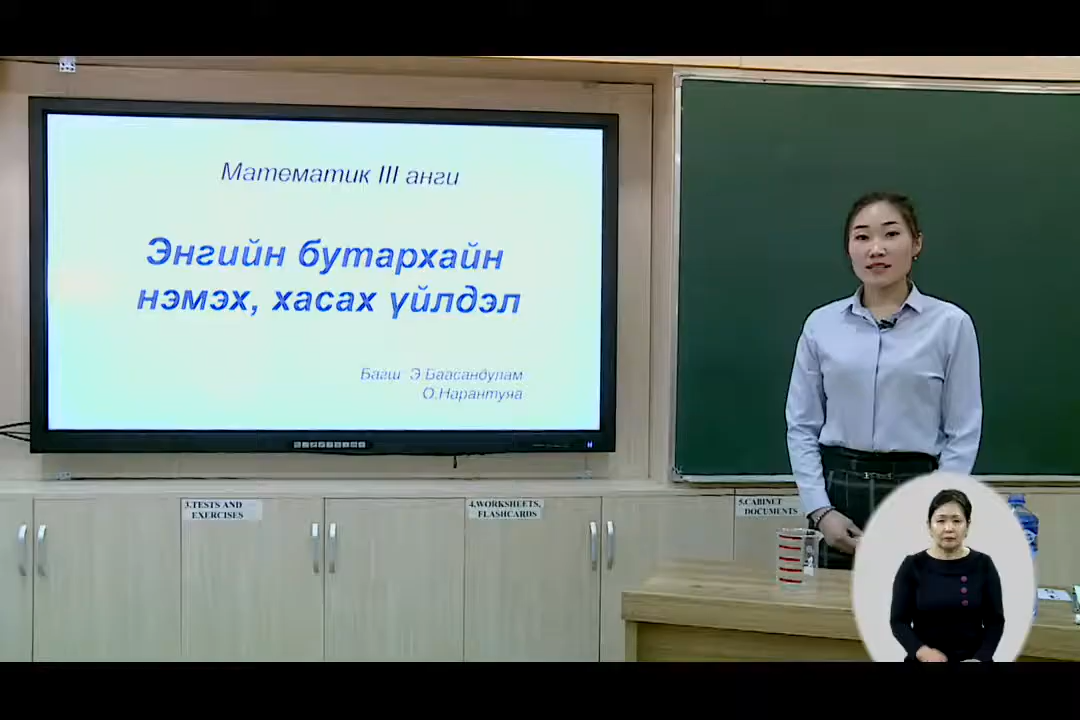 Математик III анги
Энгийн бутархайн
нэмэх, хасах үйлдэл
Багш Э.Баасандулам
О.Нарантуяа
3.TESTS AND
EXERCISES
4.WORKSHEETS,
FLASHCARDS
5.CABINET
DOCUMENTS